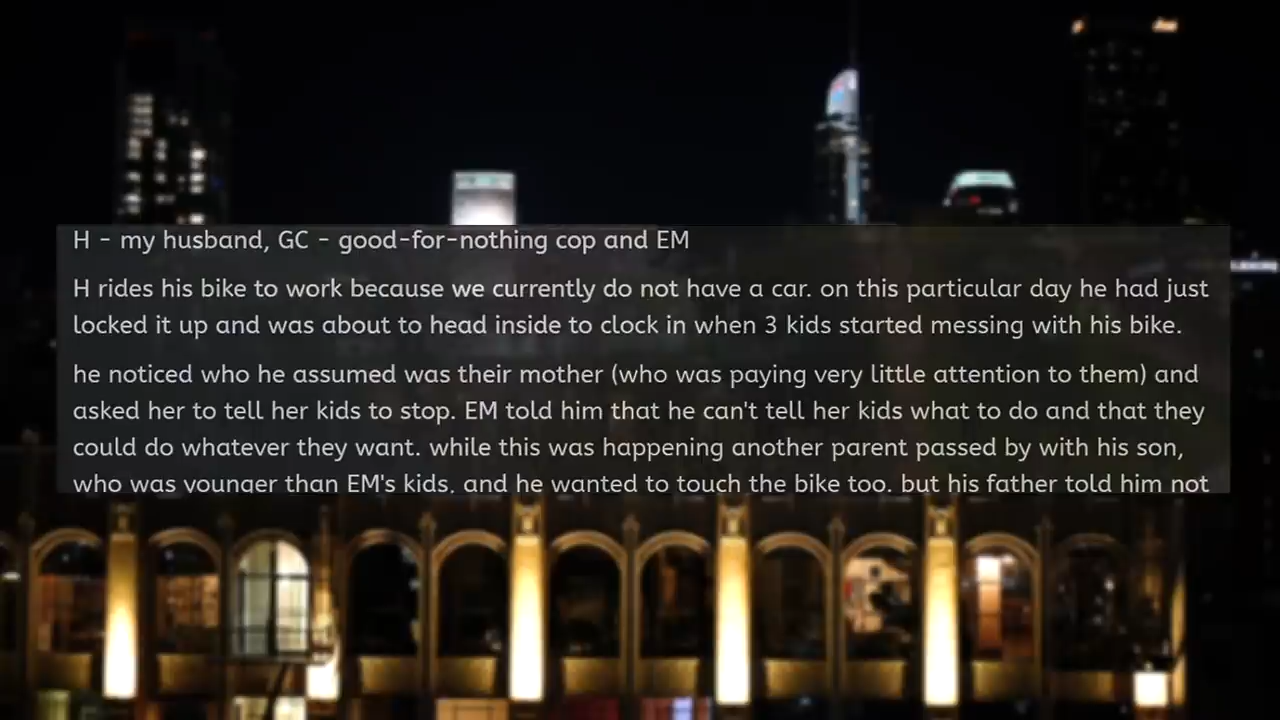 H - my husband, GC - good-for-nothing cop and EM
H rides his bike to work because we currently do not have a car. on this particular day he had just
locked it up and was about to head inside to clock in when 3 kids started messing with his bike.
he noticed who he assumed was their mother (who was paying very little attention to them) and
asked her to tell her kids to stop. EM told him that he can't tell her kids what to do and that they
could do whatever they want. while this was happening another parent passed by with his son,
who was younger than EM's kids, and he wanted to touch the bike too. but his father told him not